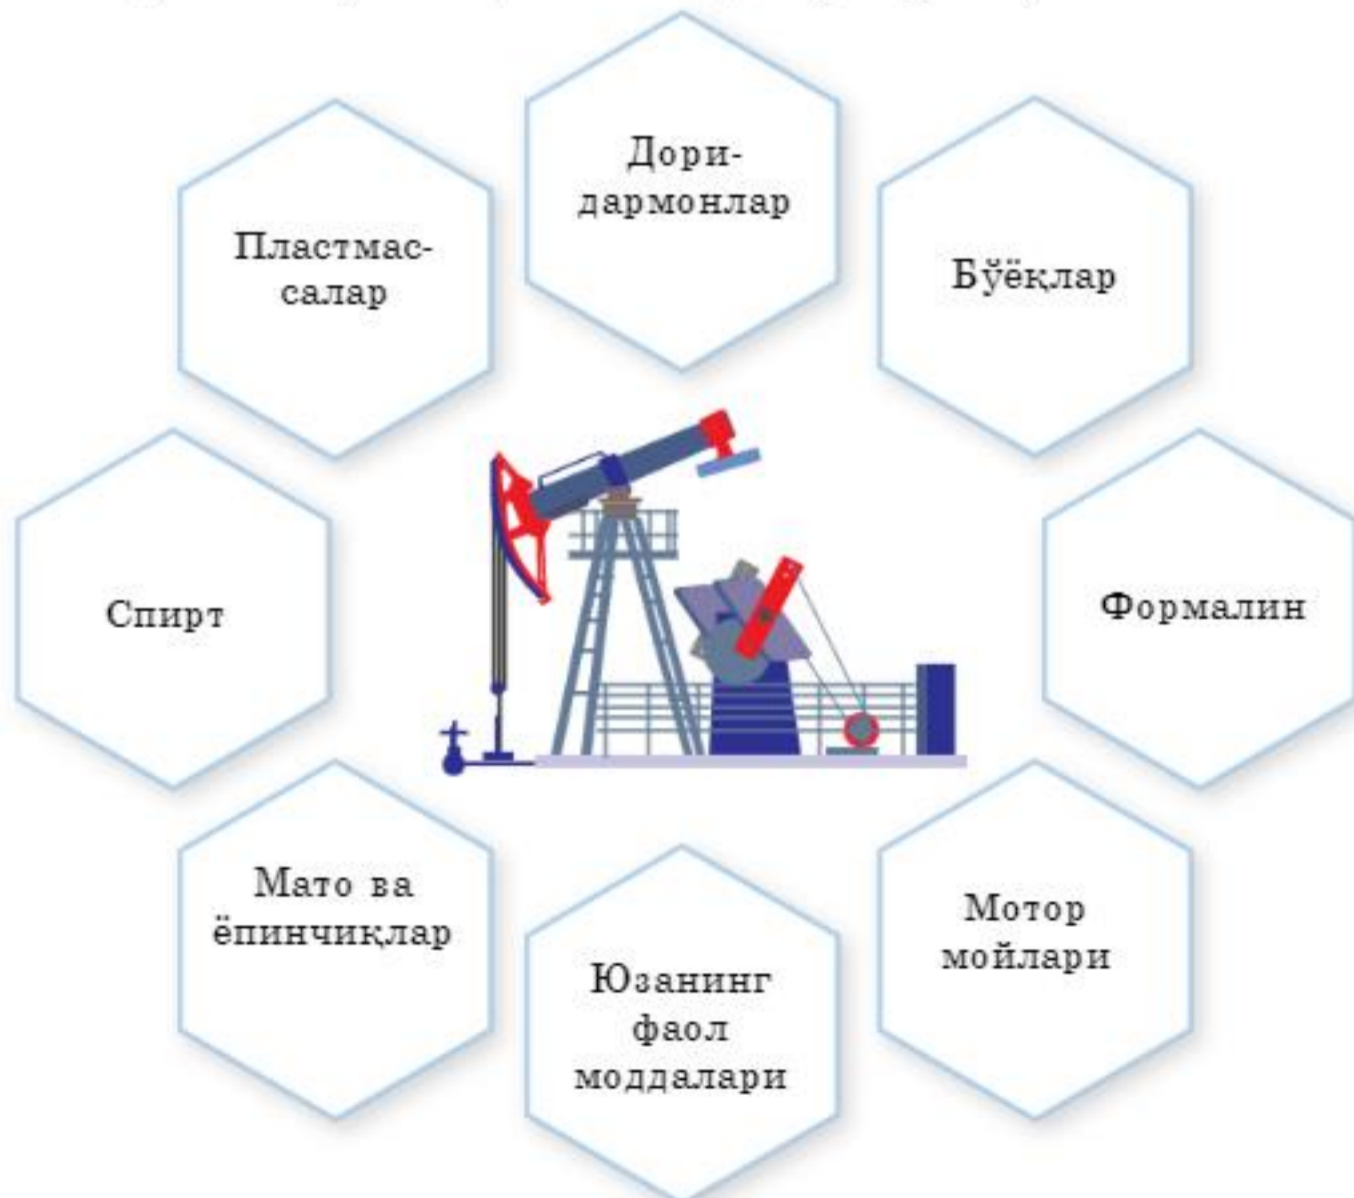 Дори-
дармонлар
Пластмас-
салар
Бўёқлар
Спирт
Формалин
Мато ва
ёпинчиқлар
Мотор
мойлари
Юзанинг
фаол
моддалари